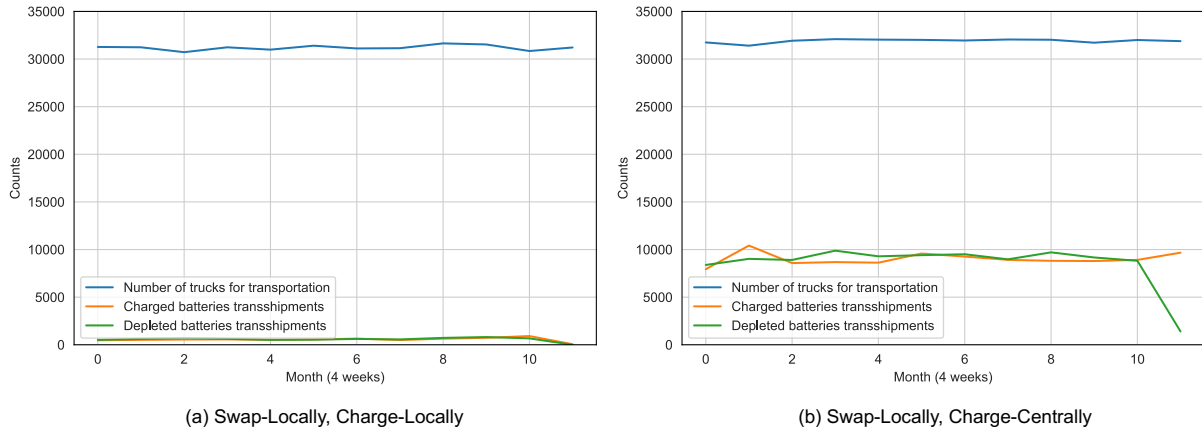 35000
30000
25000
20000
15000
10000
5000
0
Counts
Number of trucks for transportation
Charged batteries transshipments
Depleted batteries transshipments
0 2 4 6 8 10
Month (4 weeks)
(a) Swap-Locally, Charge-Locally
35000
30000
25000
20000
15000
10000
5000
0
Counts
Number of trucks for transportation
Charged batteries transshipments
Depleted batteries transshipments
0 2 4 6 8 10
Month (4 weeks)
(b) Swap-Locally, Charge-Centrally